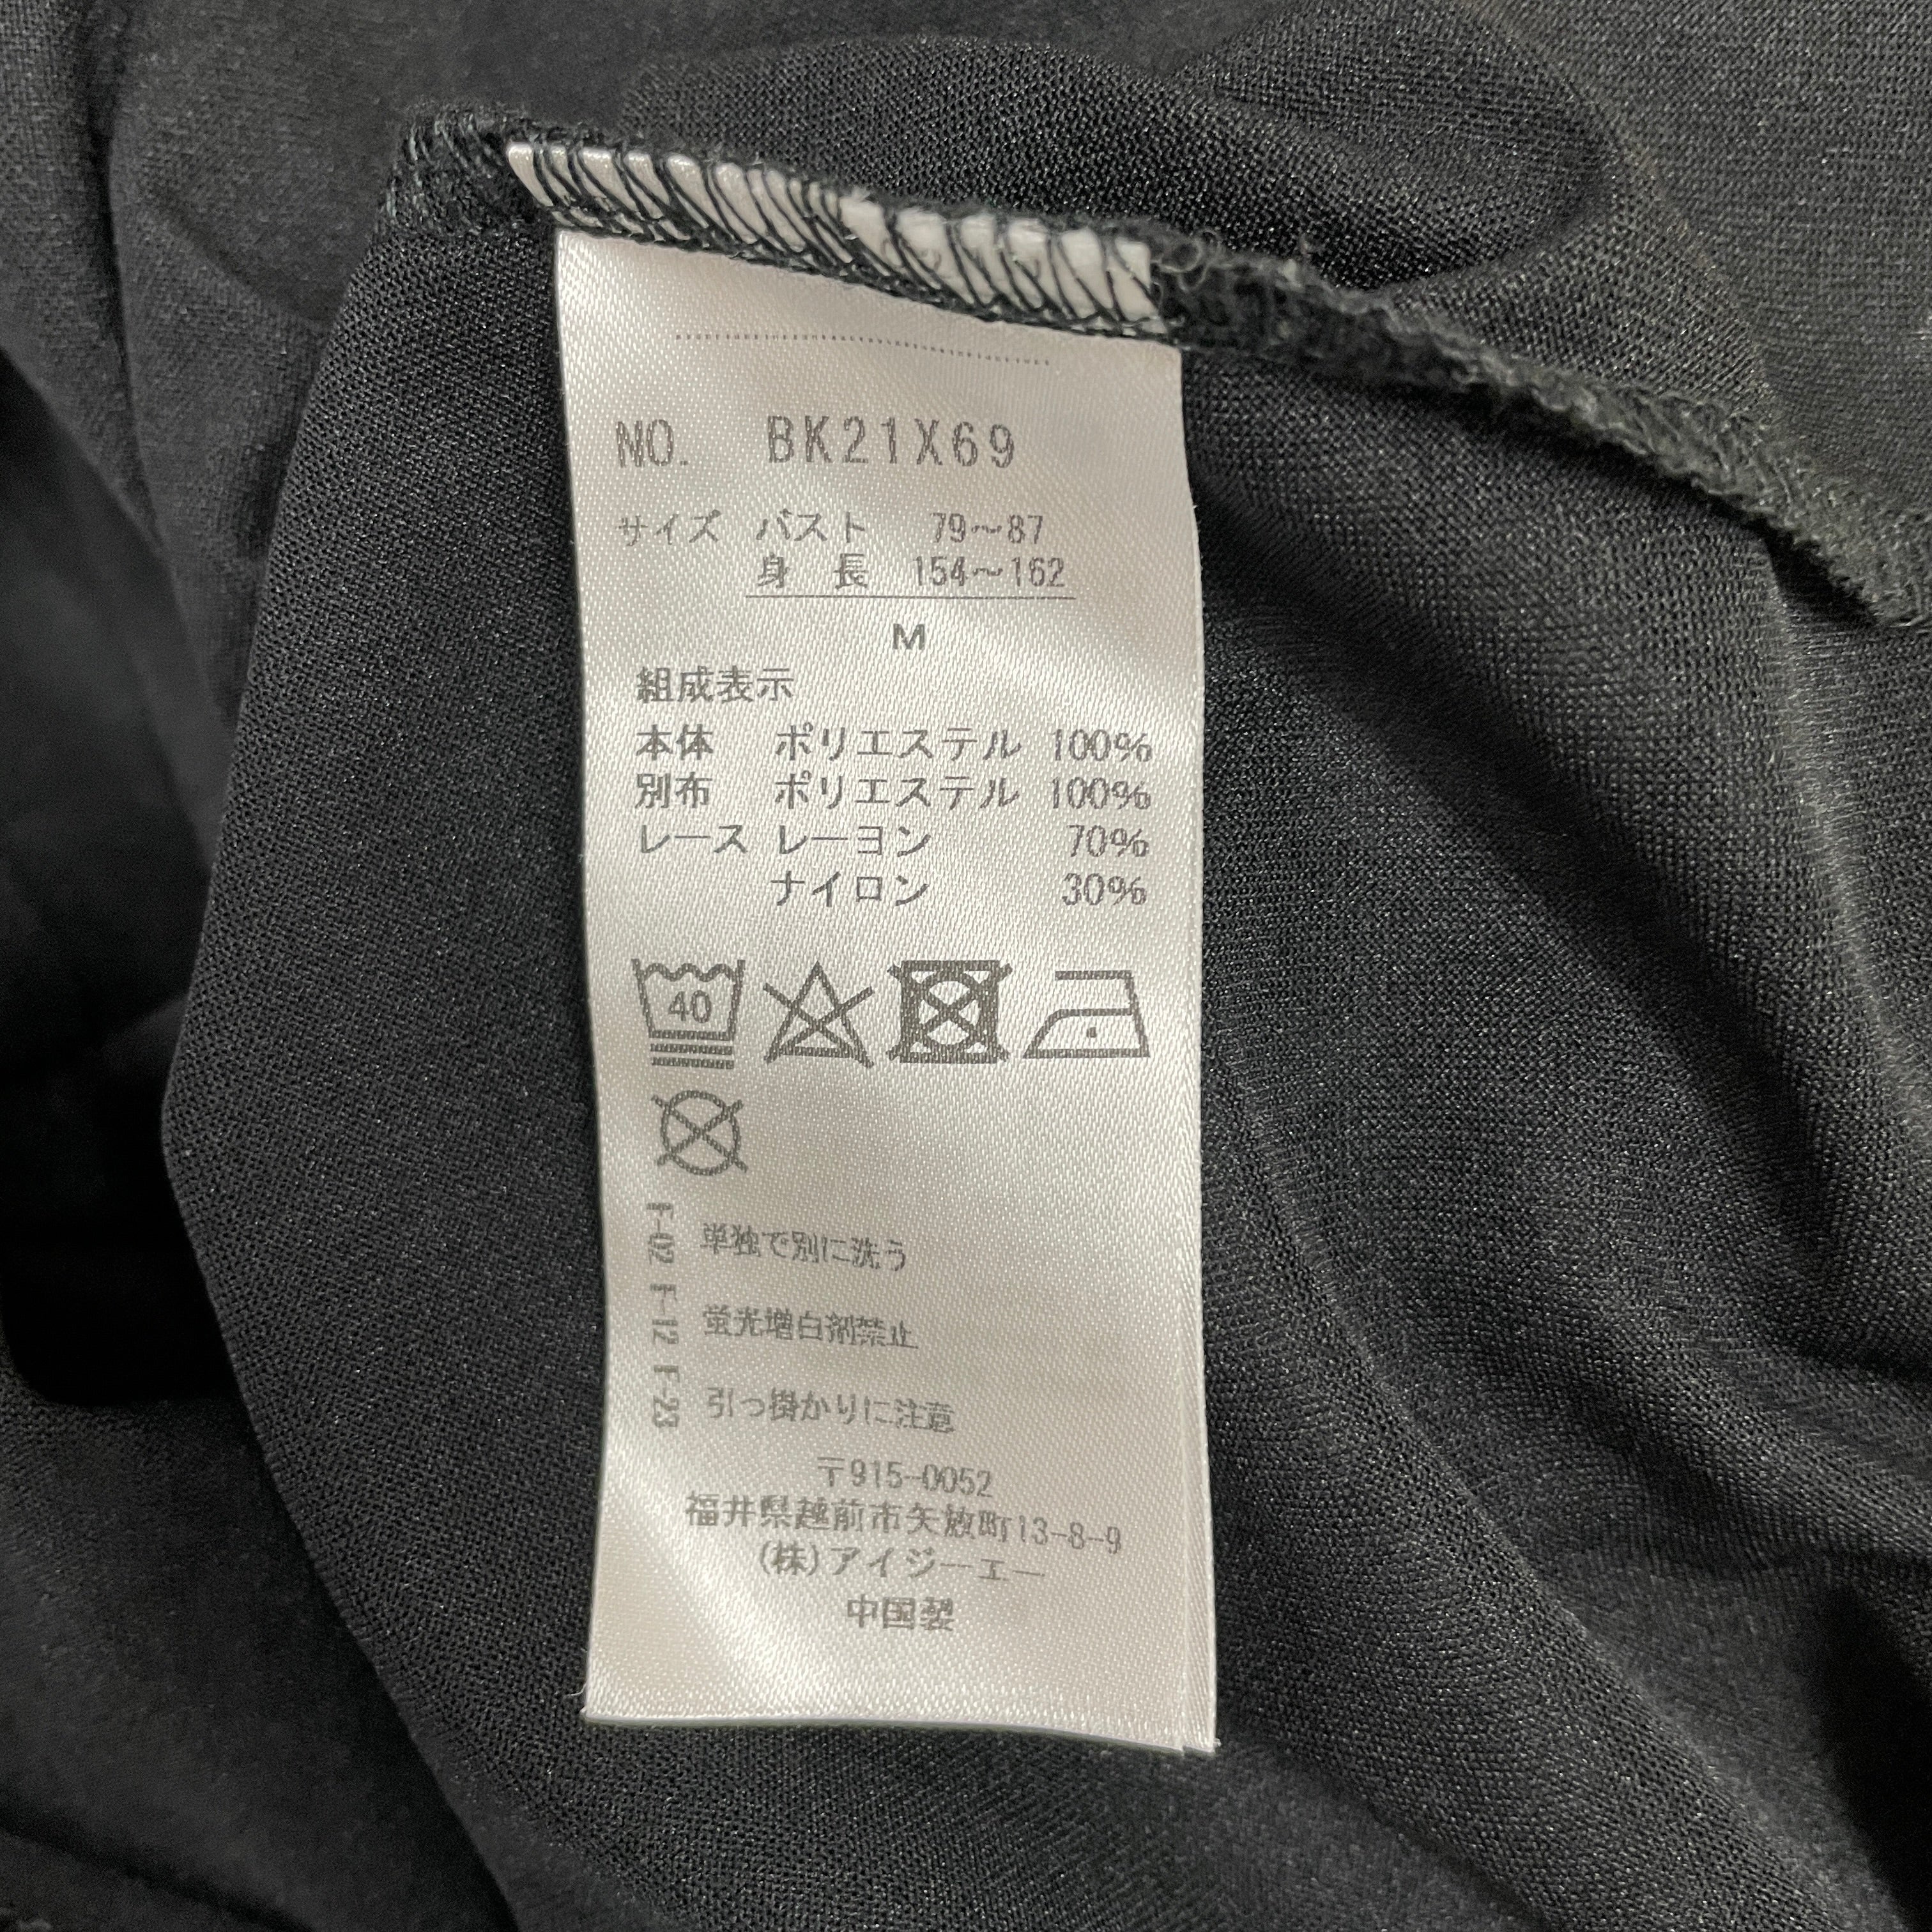 NO. BK21X69
サイズ バスト 79～87
身 長 154～162
M
組成表示
本体 ポリエステル 100%
別布 ポリエステル 100%
レース レーヨン 70%
ナイロン 30%
40
F-02 F-12 F-23
単独で別に洗う
蛍光増白剤禁止
引っ掛かりに注意
〒915-0052
福井県越前市矢放町13-8-9
(株)アイジーエー
中国製